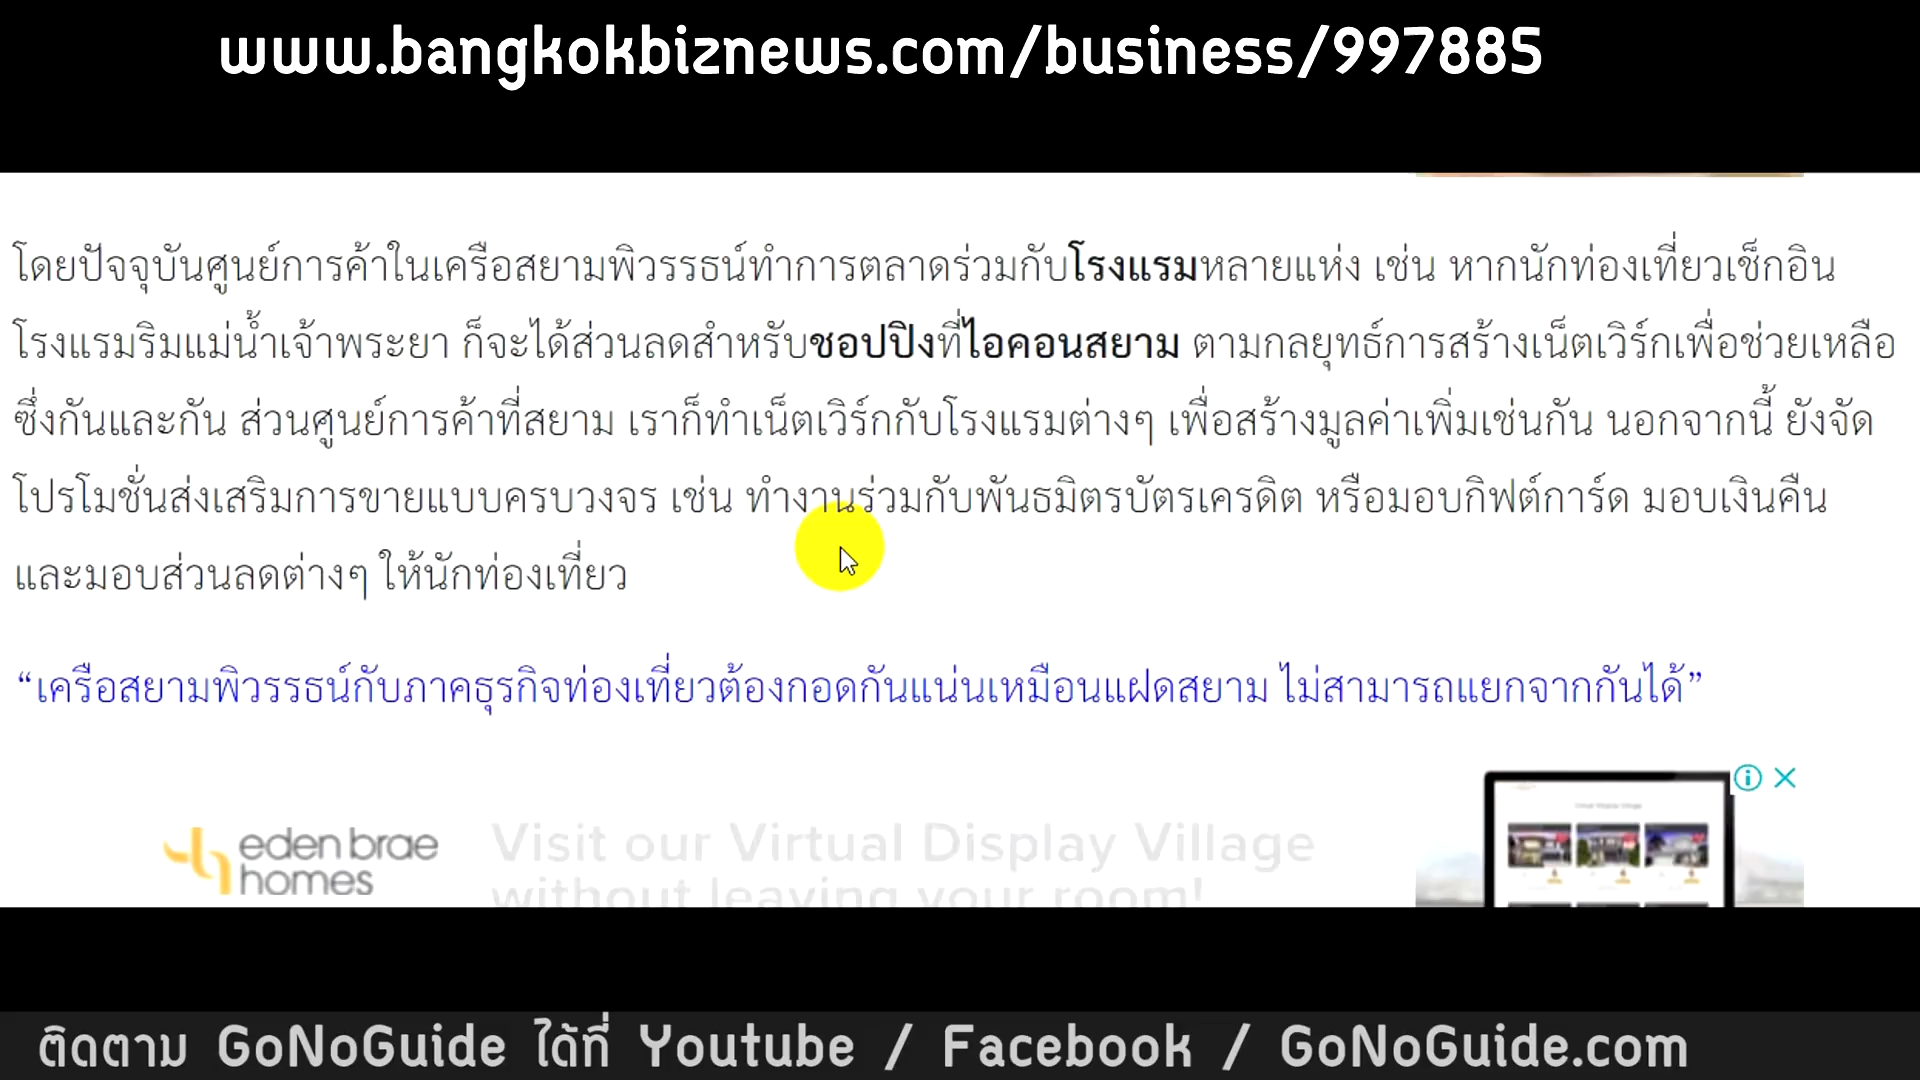 www.bangkokbiznews.com/business/997885
โดยปัจจุบันศูนย์การค้าในเครือสยามพิวรรธน์ทำการตลาดร่วมกับโรงแรมหลายแห่ง เช่น หากนักท่องเที่ยวเช็กอิน
โรงแรมริมแม่น้ำเจ้าพระยา ก็จะได้ส่วนลดสำหรับชอปปิงที่ไอคอนสยาม ตามกลยุทธ์การสร้างเน็ตเวิร์กเพื่อช่วยเหลือ
ซึ่งกันและกัน ส่วนศูนย์การค้าที่สยาม เราก็ทำเน็ตเวิร์กกับโรงแรมต่างๆ เพื่อสร้างมูลค่าเพิ่มเช่นกัน นอกจากนี้ ยังจัด
โปรโมชั่นส่งเสริมการขายแบบครบวงจร เช่น ทำงานร่วมกับพันธมิตรบัตรเครดิต หรือมอบกิฟต์การ์ด มอบเงินคืน
และมอบส่วนลดต่างๆ ให้นักท่องเที่ยว
“เครือสยามพิวรรธน์กับภาคธุรกิจท่องเที่ยวต้องกอดกันแน่นเหมือนแฝดสยาม ไม่สามารถแยกจากกันได้”
eden brae
homes
Visit our Virtual Display Village
without leaving your room!
ติดตาม GoNoGuide ได้ที่ Youtube / Facebook / GoNoGuide.com